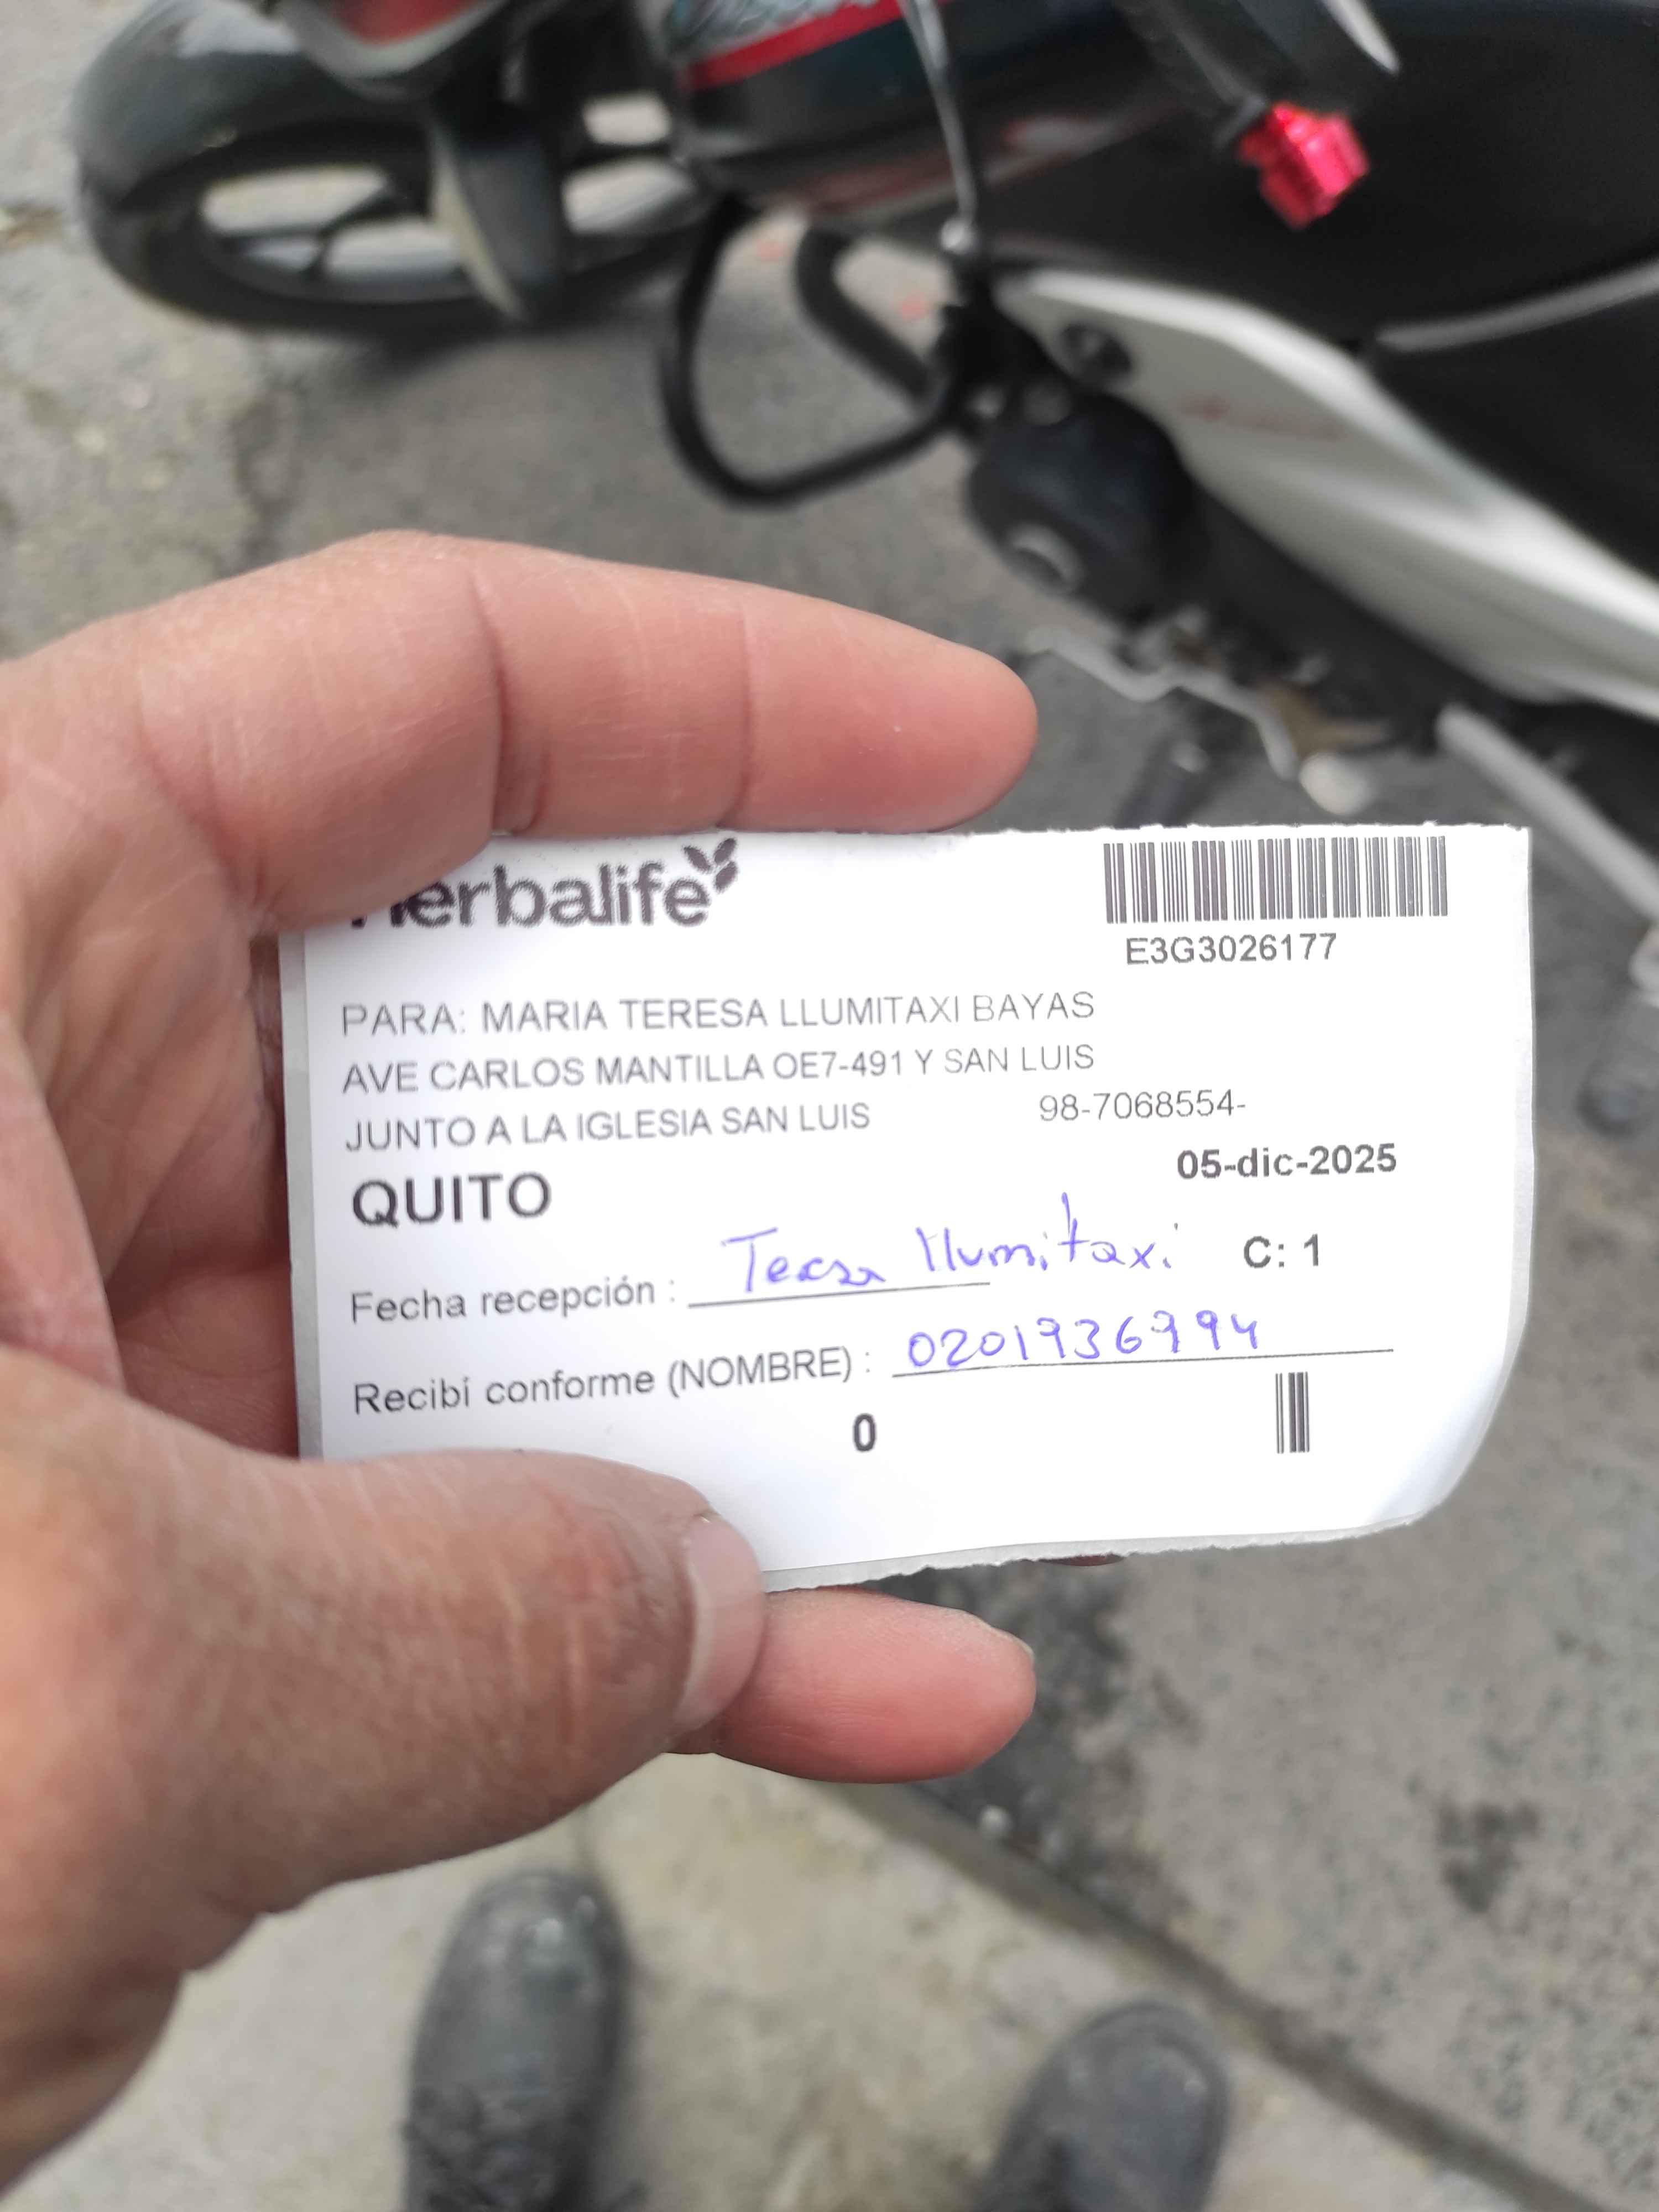 Herbalife
E3G3026177
PARA: MARIA TERESA LLUMITAXI BAYAS
AVE CARLOS MANTILLA OE7-491 Y SAN LUIS
JUNTO A LA IGLESIA SAN LUIS 98-7068554-
05-dic-2025
QUITO
Fecha recepción : Teresa llumitaxi C: 1
Recibí conforme (NOMBRE) : 0201936994
0